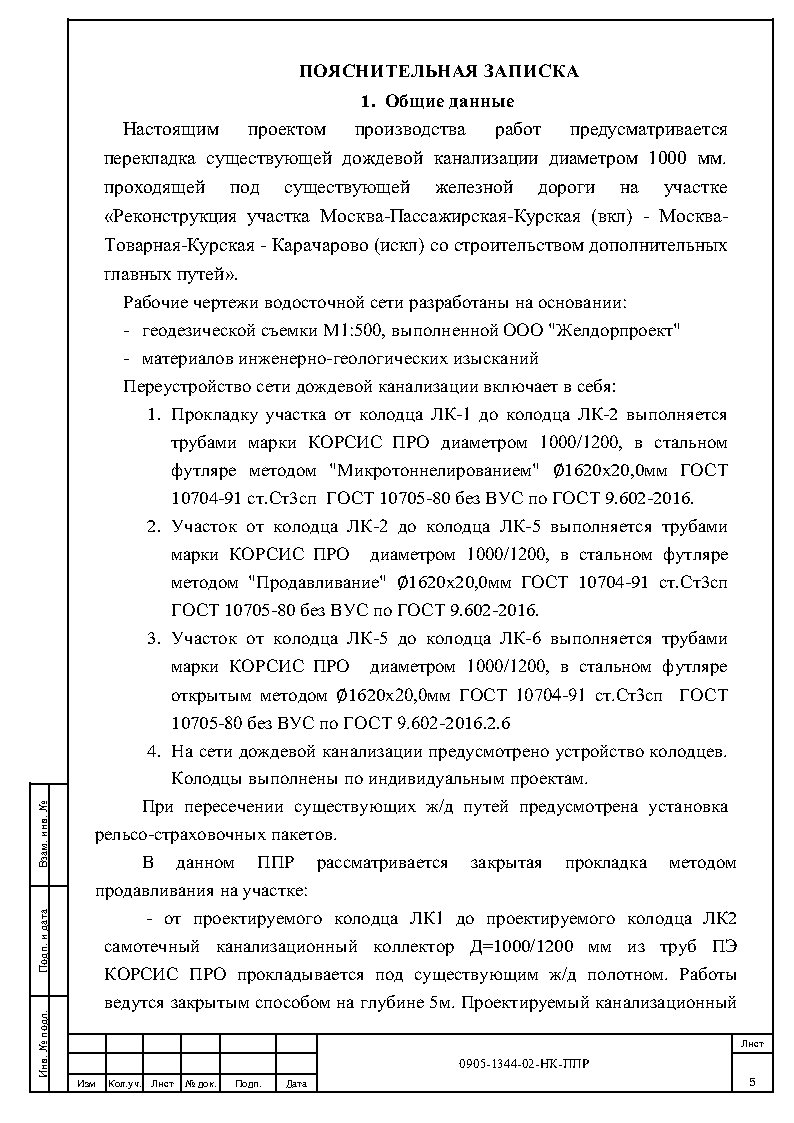 ПОЯСНИТЕЛЬНАЯ ЗАПИСКА
1. Общие данные
Настоящим проектом производства работ предусматривается
перекладка существующей дождевой канализации диаметром 1000 мм.
проходящей под существующей железной дороги на участке
«Реконструкция участка Москва-Пассажирская-Курская (вкл) - Москва-
Товарная-Курская - Карачарово (искл) со строительством дополнительных
главных путей».
Рабочие чертежи водосточной сети разработаны на основании:
- геодезической съемки М1:500, выполненной ООО "Желдорпроект"
- материалов инженерно-геологических изысканий
Переустройство сети дождевой канализации включает в себя:
1. Прокладку участка от колодца ЛК-1 до колодца ЛК-2 выполняется
трубами марки КОРСИС ПРО диаметром 1000/1200, в стальном
футляре методом "Микротоннелированием" Ø1620х20,0мм ГОСТ
10704-91 ст.Ст3сп ГОСТ 10705-80 без ВУС по ГОСТ 9.602-2016.
2. Участок от колодца ЛК-2 до колодца ЛК-5 выполняется трубами
марки КОРСИС ПРО диаметром 1000/1200, в стальном футляре
методом "Продавливание" Ø1620х20,0мм ГОСТ 10704-91 ст.Ст3сп
ГОСТ 10705-80 без ВУС по ГОСТ 9.602-2016.
3. Участок от колодца ЛК-5 до колодца ЛК-6 выполняется трубами
марки КОРСИС ПРО диаметром 1000/1200, в стальном футляре
открытым методом Ø1620х20,0мм ГОСТ 10704-91 ст.Ст3сп ГОСТ
10705-80 без ВУС по ГОСТ 9.602-2016.2.6
4. На сети дождевой канализации предусмотрено устройство колодцев.
Колодцы выполнены по индивидуальным проектам.
При пересечении существующих ж/д путей предусмотрена установка
рельсо-страховочных пакетов.
В данном ППР рассматривается закрытая прокладка методом
продавливания на участке:
- от проектируемого колодца ЛК1 до проектируемого колодца ЛК2
самотечный канализационный коллектор Д=1000/1200 мм из труб ПЭ
КОРСИС ПРО прокладывается под существующим ж/д полотном. Работы
ведутся закрытым способом на глубине 5м. Проектируемый канализационный
Взам. инв. №
Подп. и дата
Инв. № подл.
Изм Кол.уч. Лист № док. Подп. Дата
0905-1344-02-НК-ППР
Лист
5